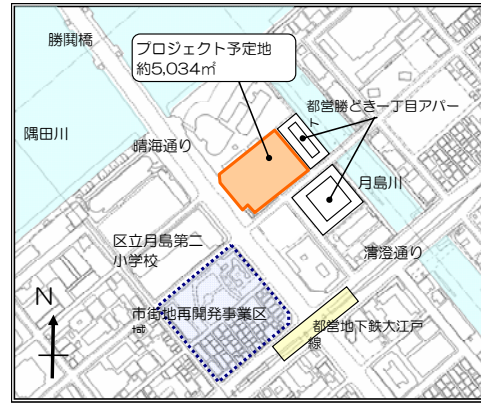 勝鬨橋
プロジェクト予定地
約5,034㎡
都営勝どき一丁目アパー
ト
隅田川
晴海通り
月島川
区立月島第二
小学校
清澄通り
N
市街地再開発事業区
域
都営地下鉄大江戸
線